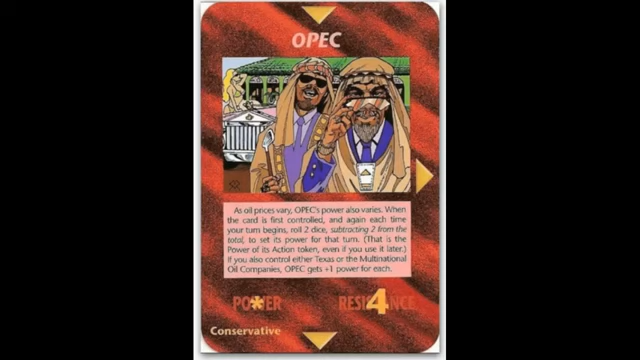 OPEC
As oil prices vary, OPEC's power also varies. When
the card is first controlled, and again each time
your turn begins, roll 2 dice, subtracting 2 from the
total, to set its power for that turn. (That is the
Power of its Action token, even if you use it later.)
If you also control either Texas or the Multinational
Oil Companies, OPEC gets +1 power for each.
POWER * RESISTANCE 4
Conservative